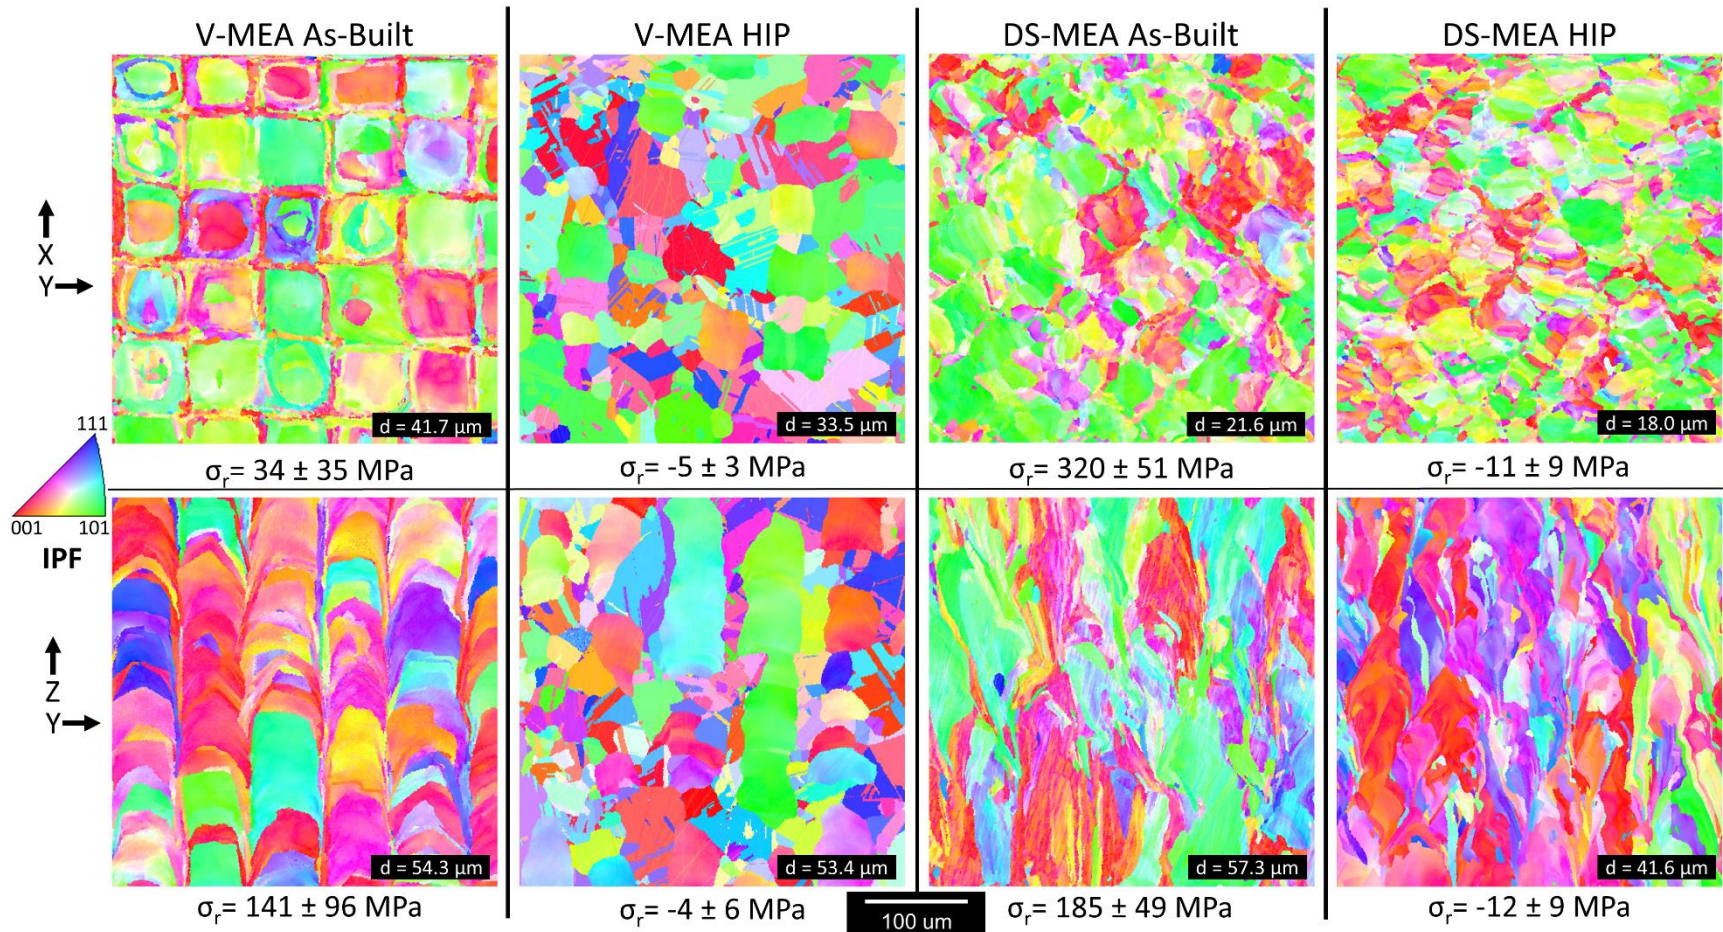 V-MEA As-Built
V-MEA HIP
DS-MEA As-Built
DS-MEA HIP
X
Y
d = 41.7 µm
d = 33.5 µm
d = 21.6 µm
d = 18.0 µm
σr= 34 ± 35 MPa
σr= -5 ± 3 MPa
σr= 320 ± 51 MPa
σr= -11 ± 9 MPa
111
001 101
IPF
Z
Y
d = 54.3 µm
d = 53.4 µm
d = 57.3 µm
d = 41.6 µm
σr= 141 ± 96 MPa
σr= -4 ± 6 MPa
100 um
σr= 185 ± 49 MPa
σr= -12 ± 9 MPa